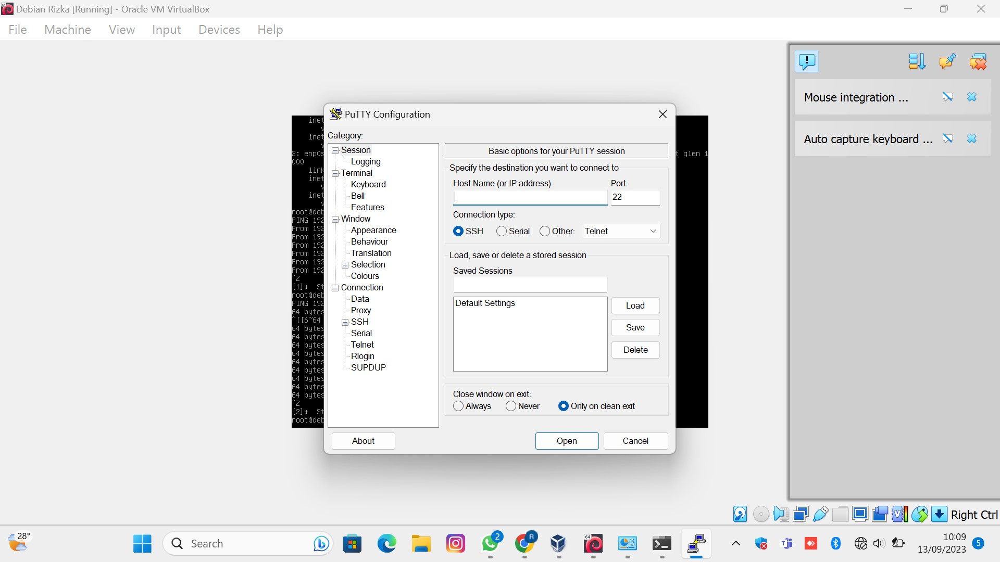 Debian Rizka [Running] - Oracle VM VirtualBox
File Machine View Input Devices Help
Mouse integration ...
Auto capture keyboard ...
inet
inet
2: enp0s
t qlen 1
000
link
inet
inet
root@deb
PING 192
From 192
From 192
From 192
From 192
From 192
From 192
^Z
[1]+ St
root@deb
PING 192
64 bytes
^[[6~64
64 bytes
64 bytes
64 bytes
64 bytes
64 bytes
64 bytes
64 bytes
64 bytes
64 bytes
^Z
[2]+ St
root@deb
PuTTY Configuration
Category:
Session
Logging
Terminal
Keyboard
Bell
Features
Window
Appearance
Behaviour
Translation
Selection
Colours
Connection
Data
Proxy
SSH
Serial
Telnet
Rlogin
SUPDUP
Basic options for your PuTTY session
Specify the destination you want to connect to
Host Name (or IP address) Port
22
Connection type:
SSH Serial Other: Telnet
Load, save or delete a stored session
Saved Sessions
Default Settings
Load
Save
Delete
Close window on exit:
Always Never Only on clean exit
About Open Cancel
Right Ctrl
28°
Search
2
R
64
10:09
13/09/2023
5